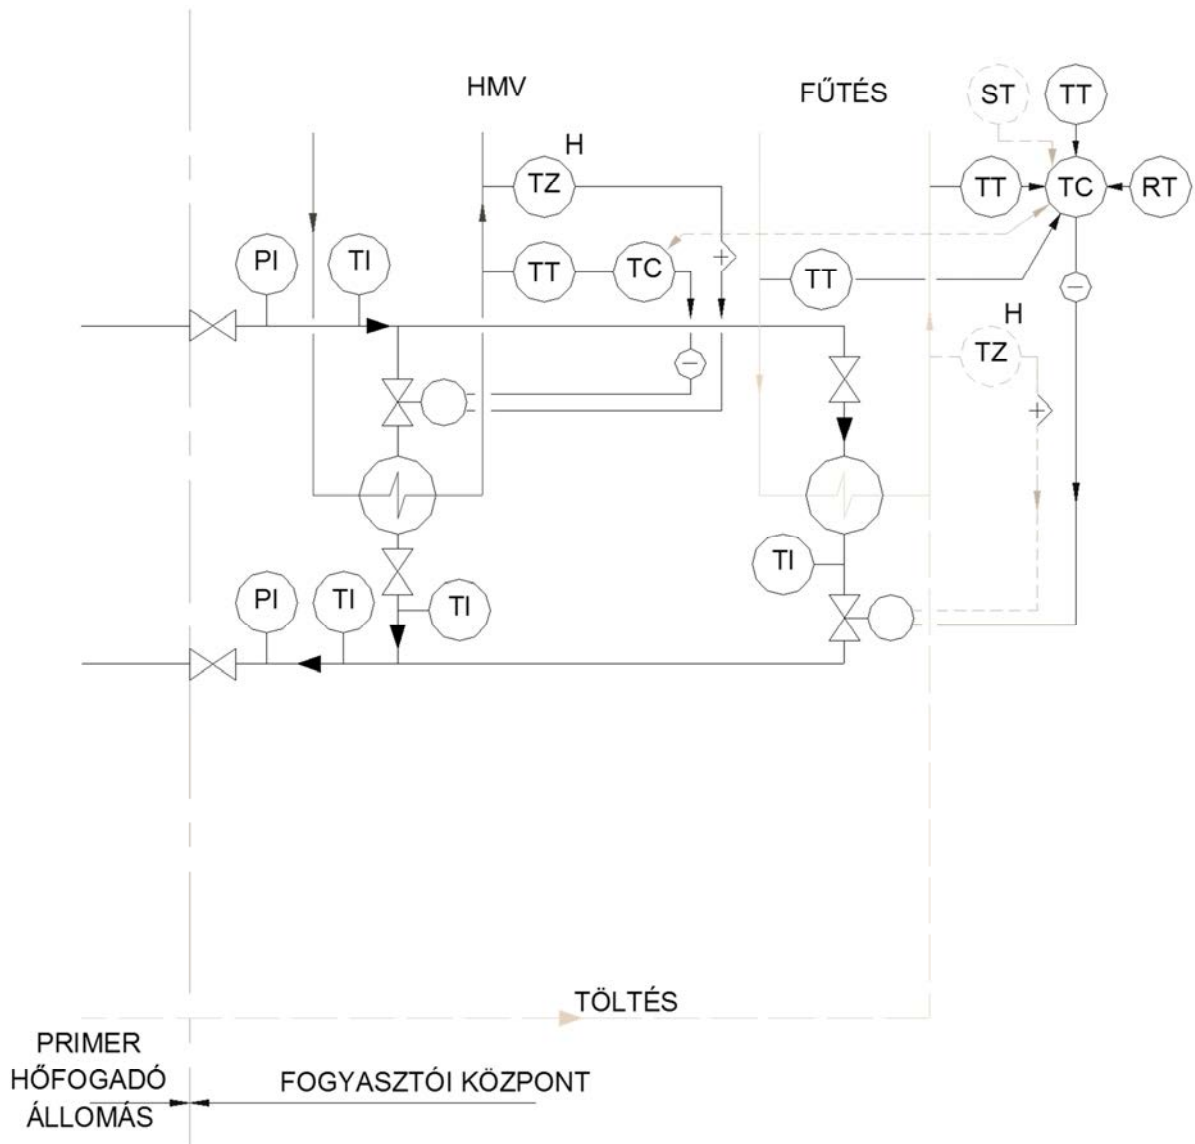 HMV
FŰTÉS
ST
TT
H
TZ
TT
TC
RT
PI
TI
TT
TC
TT
H
TZ
TI
PI
TI
TI
TÖLTÉS
PRIMER
HŐFOGADÓ
ÁLLOMÁS
FOGYASZTÓI KÖZPONT